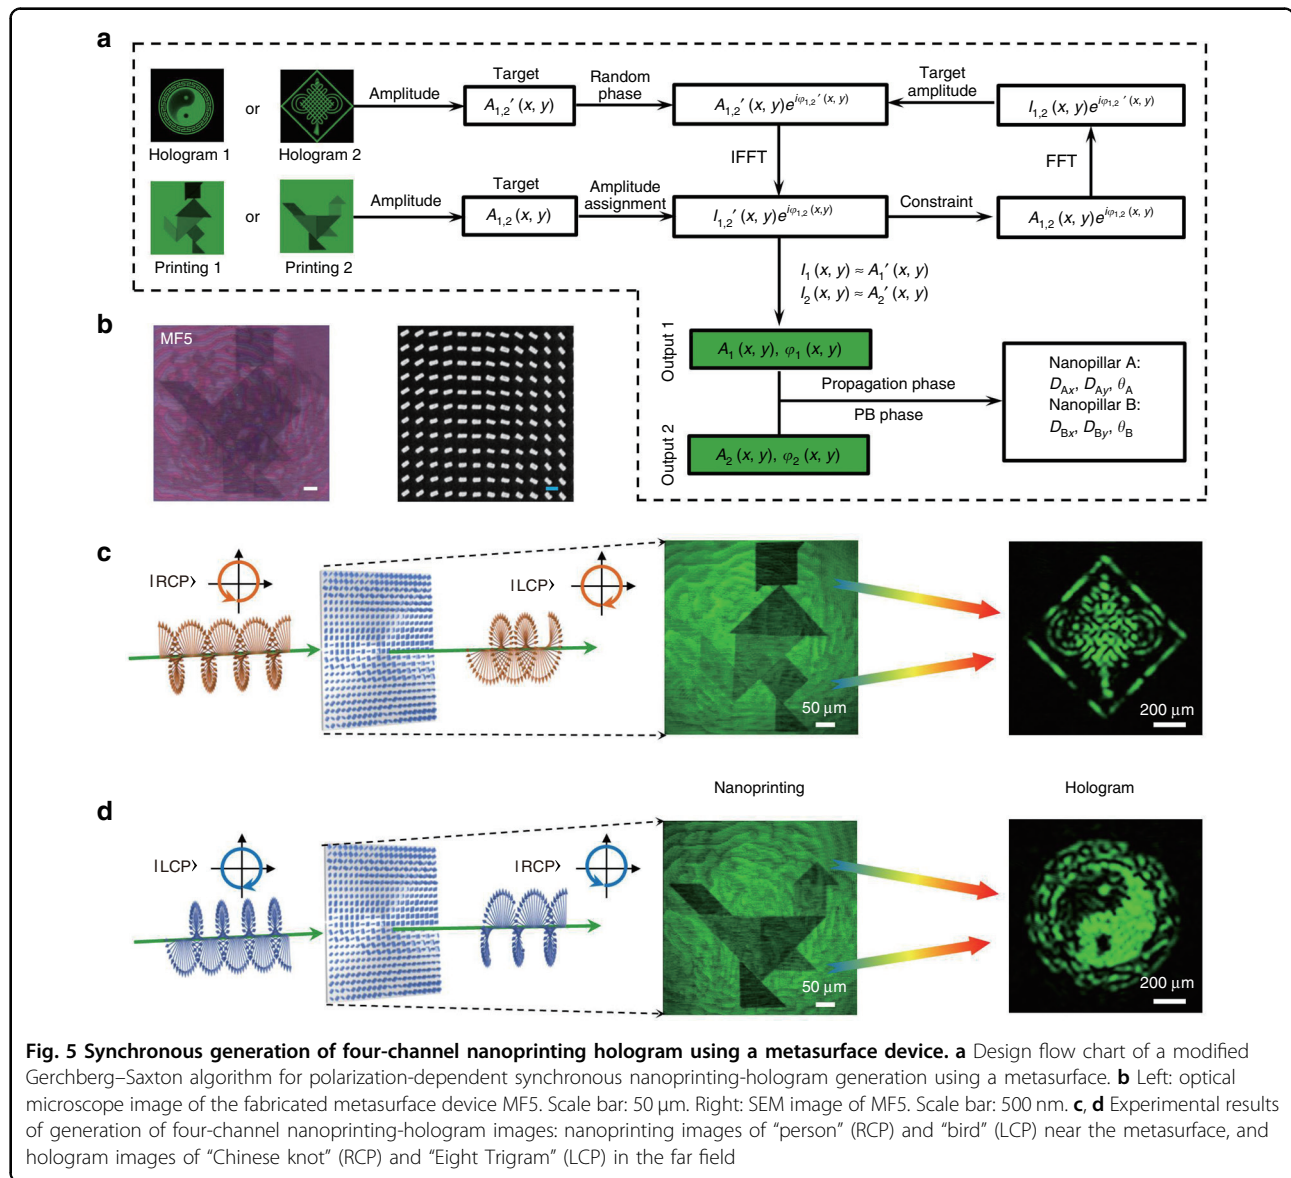 a
Target
Random
phase
Target
amplitude
or
Amplitude
A1,2′(x, y)
A1,2′(x, y)e^iφ1,2′(x, y)
I1,2(x, y)e^iφ1,2′(x, y)
Hologram 1
Hologram 2
IFFT
FFT
Target
Amplitude
assignment
or
Amplitude
A1,2(x, y)
I1,2′(x, y)e^iφ1,2(x,y)
Constraint
A1,2(x, y)e^iφ1,2(x, y)
Printing 1
Printing 2
I1(x, y) ≈ A1′(x, y)
I2(x, y) ≈ A2′(x, y)
b
MF5
Output 1
A1(x, y), φ1(x, y)
Propagation phase
PB phase
Output 2
A2(x, y), φ2(x, y)
Nanopillar A:
DAx, DAy, θA
Nanopillar B:
DBx, DBy, θB
c
|RCP⟩
|LCP⟩
50 μm
200 μm
Nanoprinting
Hologram
d
|LCP⟩
|RCP⟩
50 μm
200 μm
Fig. 5 Synchronous generation of four-channel nanoprinting hologram using a metasurface device. a Design flow chart of a modified
Gerchberg–Saxton algorithm for polarization-dependent synchronous nanoprinting-hologram generation using a metasurface. b Left: optical
microscope image of the fabricated metasurface device MF5. Scale bar: 50 μm. Right: SEM image of MF5. Scale bar: 500 nm. c, d Experimental results
of generation of four-channel nanoprinting-hologram images: nanoprinting images of “person” (RCP) and “bird” (LCP) near the metasurface, and
hologram images of “Chinese knot” (RCP) and “Eight Trigram” (LCP) in the far field